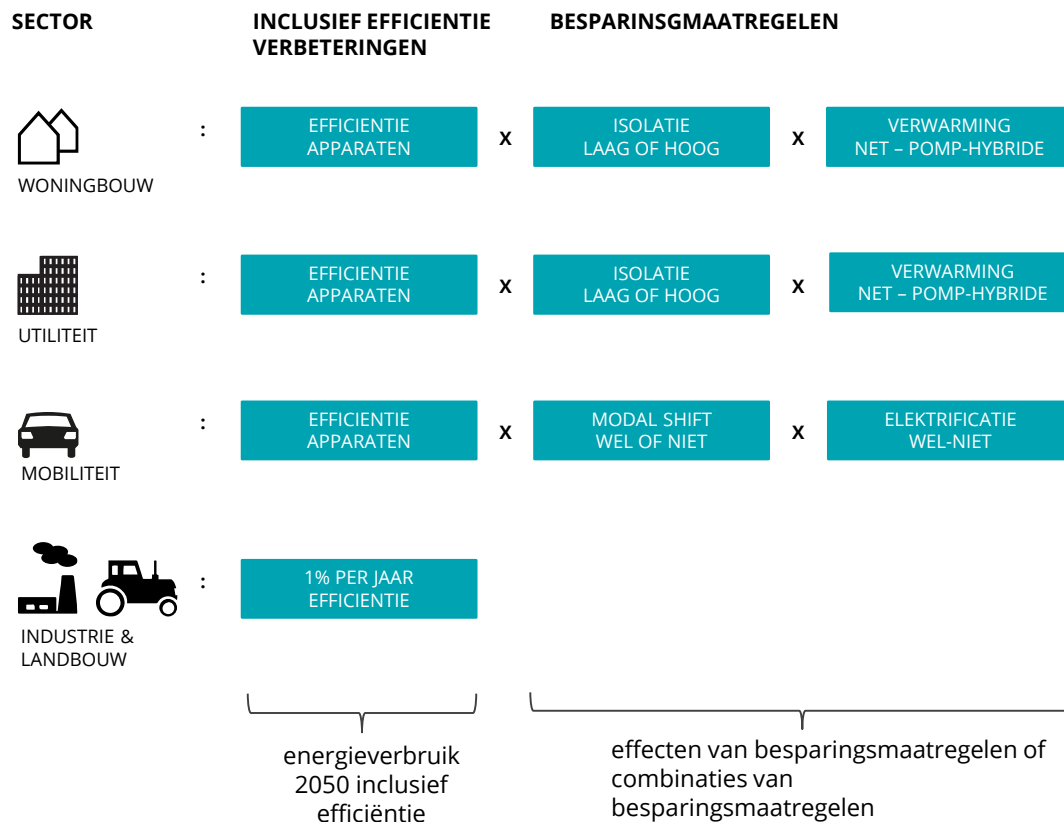 SECTOR
INCLUSIEF EFFICIENTIE
VERBETERINGEN
BESPARINSGMAATREGELEN
WONINGBOUW
:
EFFICIENTIE
APPARATEN
X
ISOLATIE
LAAG OF HOOG
X
VERWARMING
NET – POMP-HYBRIDE
UTILITEIT
:
EFFICIENTIE
APPARATEN
X
ISOLATIE
LAAG OF HOOG
X
VERWARMING
NET – POMP-HYBRIDE
MOBILITEIT
:
EFFICIENTIE
APPARATEN
X
MODAL SHIFT
WEL OF NIET
X
ELEKTRIFICATIE
WEL-NIET
INDUSTRIE &
LANDBOUW
:
1% PER JAAR
EFFICIENTIE
energieverbruik
2050 inclusief
efficiëntie
effecten van besparingsmaatregelen of
combinaties van
besparingsmaatregelen